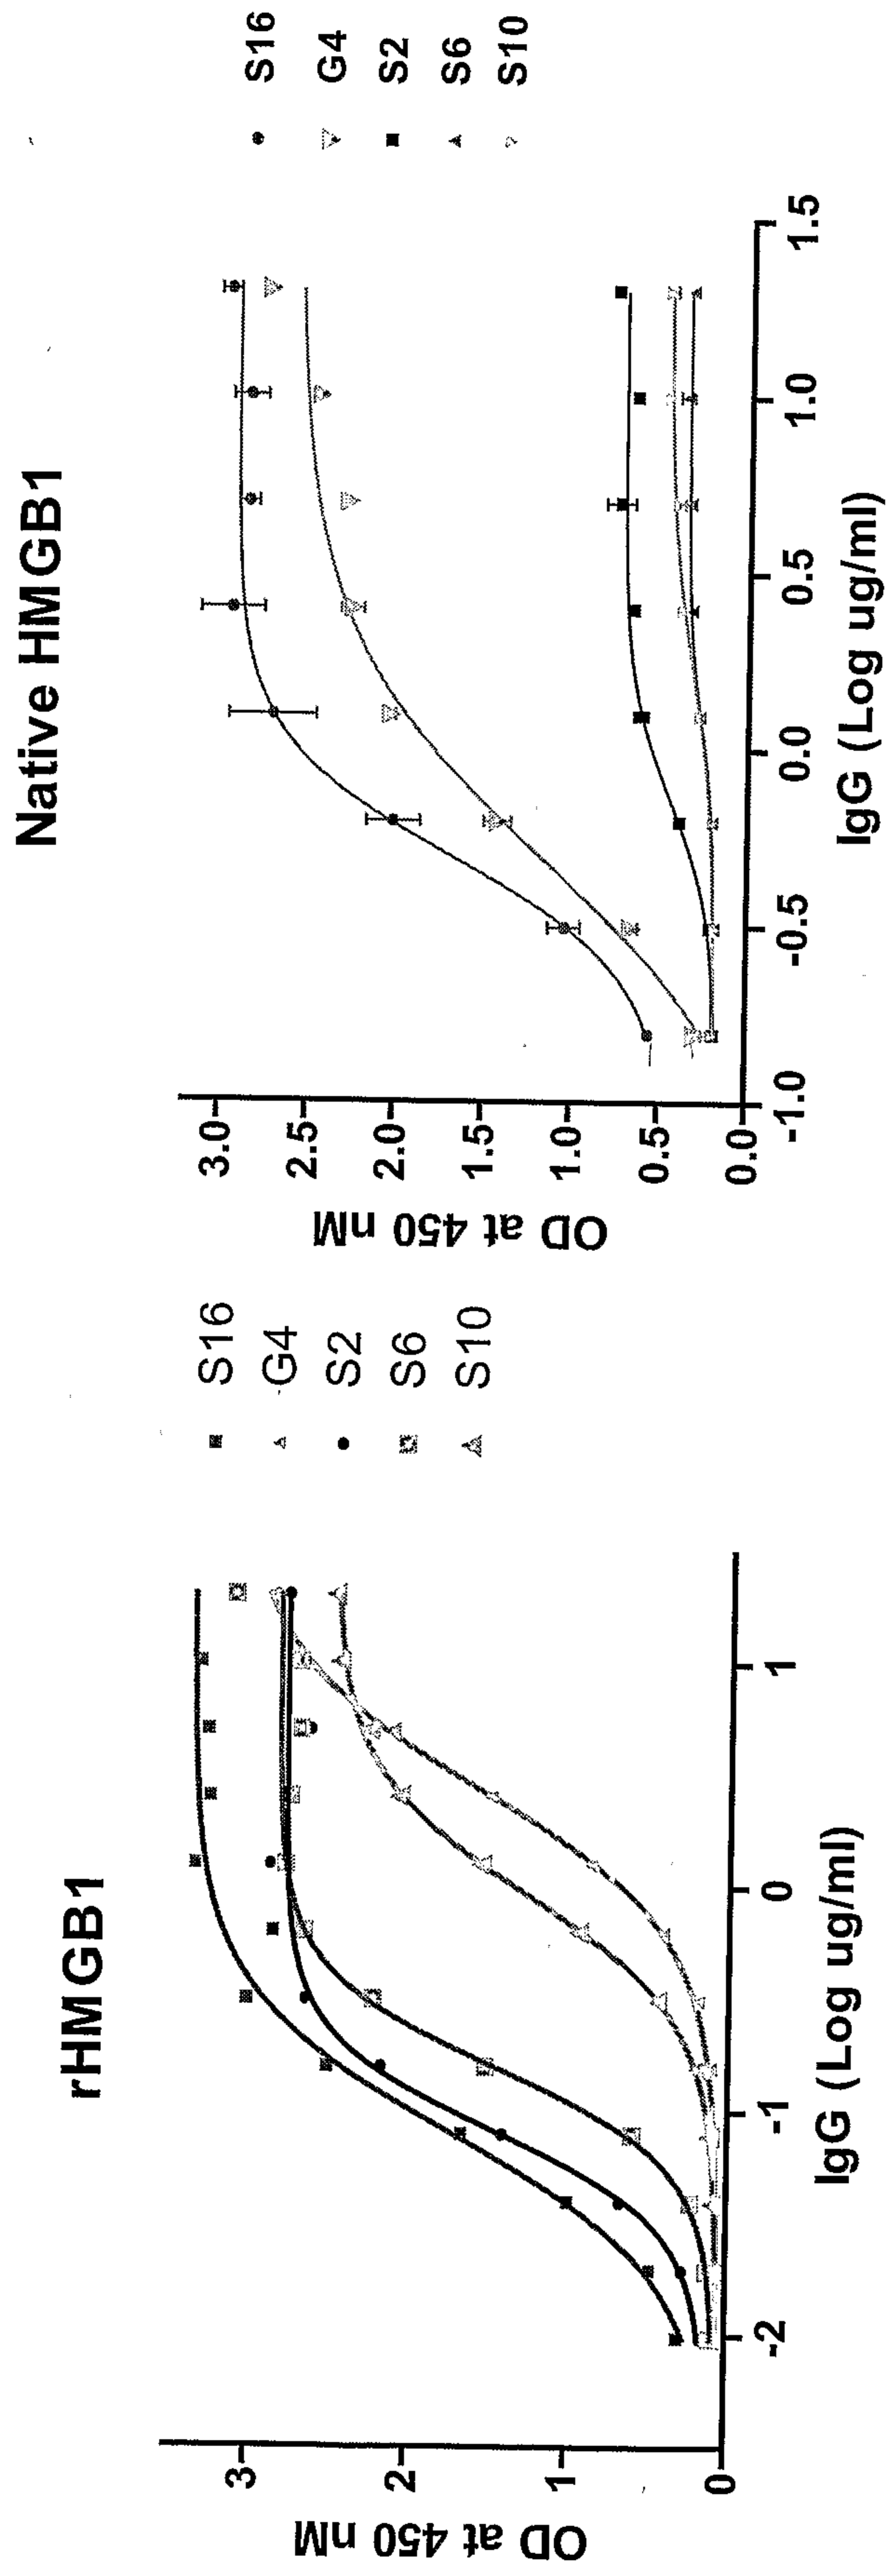 rHMGB1
OD at 450 nM
3
2
1
0
-2
-1
0
1
IgG (Log ug/ml)
S16
G4
S2
S6
S10
Native HMGB1
OD at 450 nM
3.0
2.5
2.0
1.5
1.0
0.5
0.0
-1.0
-0.5
0.0
0.5
1.0
1.5
IgG (Log ug/ml)
S16
G4
S2
S6
S10